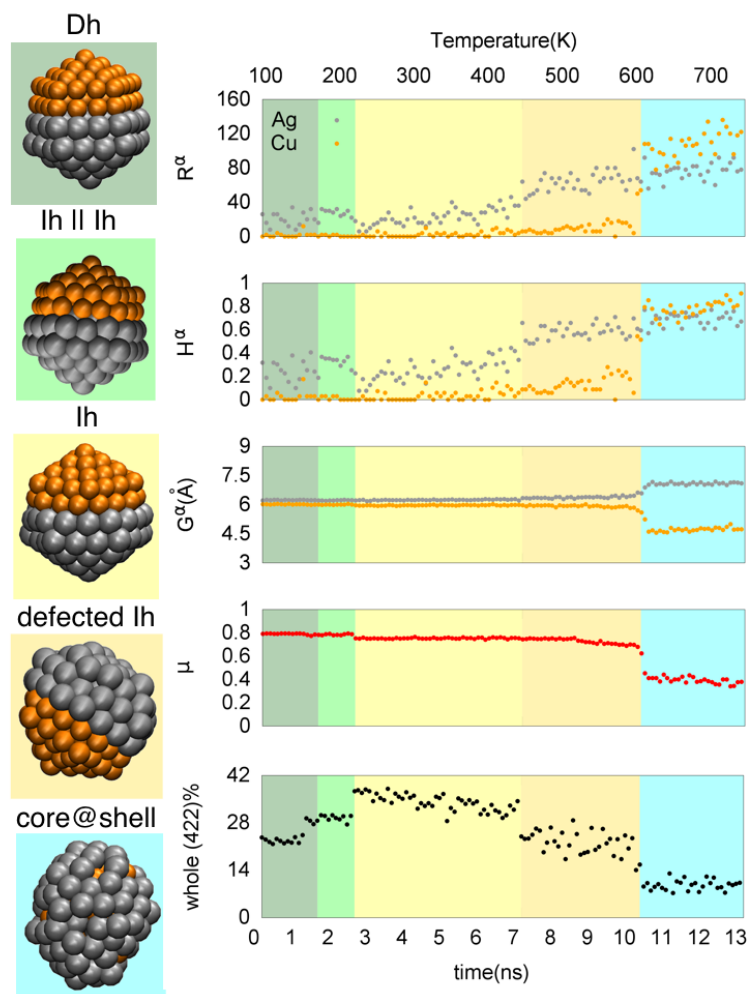 Dh
Ih II Ih
Ih
defected Ih
core@shell
Temperature(K)
100 200 300 400 500 600 700
160
120
80
40
0
Rα
Ag
Cu
1
0.8
0.6
0.4
0.2
0
Hα
9
7.5
6
4.5
3
Gα(Å)
1
0.8
0.6
0.4
0.2
0
μ
42
28
14
0
whole (422)%
0 1 2 3 4 5 6 7 8 9 10 11 12 13
time(ns)